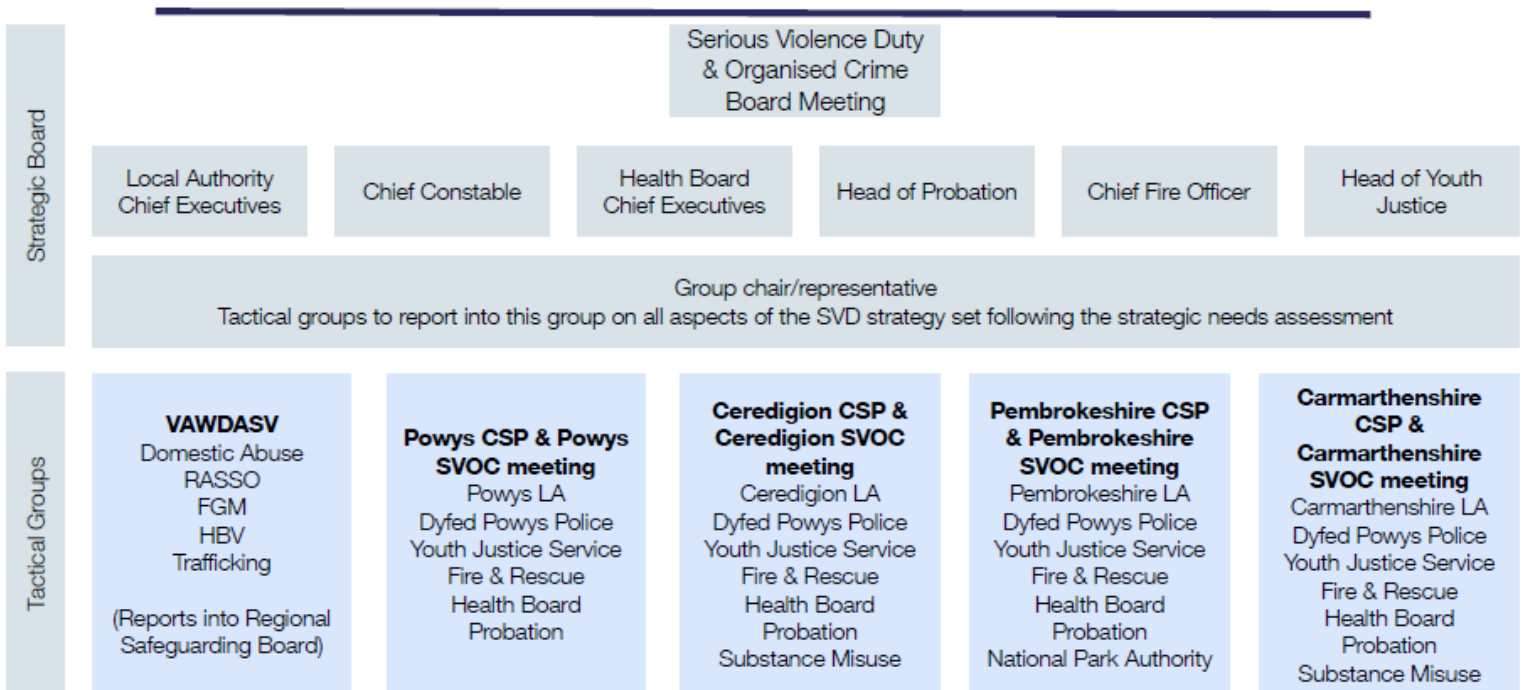 Serious Violence Duty
& Organised Crime
Board Meeting
Strategic Board
Local Authority
Chief Executives
Chief Constable
Health Board
Chief Executives
Head of Probation
Chief Fire Officer
Head of Youth
Justice
Group chair/representative
Tactical groups to report into this group on all aspects of the SVD strategy set following the strategic needs assessment
Tactical Groups
VAWDASV
Domestic Abuse
RASSO
FGM
HBV
Trafficking
(Reports into Regional
Safeguarding Board)
Powys CSP & Powys
SVOC meeting
Powys LA
Dyfed Powys Police
Youth Justice Service
Fire & Rescue
Health Board
Probation
Ceredigion CSP &
Ceredigion SVOC
meeting
Ceredigion LA
Dyfed Powys Police
Youth Justice Service
Fire & Rescue
Health Board
Probation
Substance Misuse
Pembrokeshire CSP
& Pembrokeshire
SVOC meeting
Pembrokeshire LA
Dyfed Powys Police
Youth Justice Service
Fire & Rescue
Health Board
Probation
National Park Authority
Carmarthenshire
CSP &
Carmarthenshire
SVOC meeting
Carmarthenshire LA
Dyfed Powys Police
Youth Justice Service
Fire & Rescue
Health Board
Probation
Substance Misuse